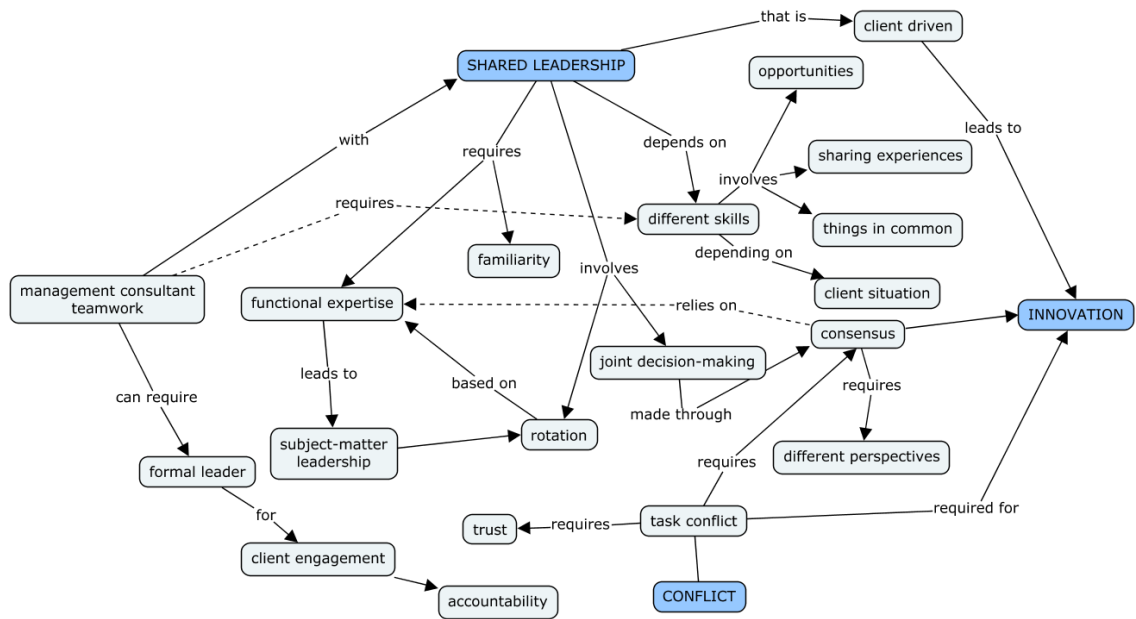 that is
client driven
SHARED LEADERSHIP
opportunities
leads to
with
requires
depends on
sharing experiences
involves
requires
different skills
things in common
depending on
familiarity
involves
management consultant
teamwork
functional expertise
client situation
relies on
INNOVATION
consensus
joint decision-making
leads to
based on
requires
can require
made through
subject-matter
leadership
rotation
different perspectives
requires
formal leader
for
trust
requires
task conflict
required for
client engagement
accountability
CONFLICT